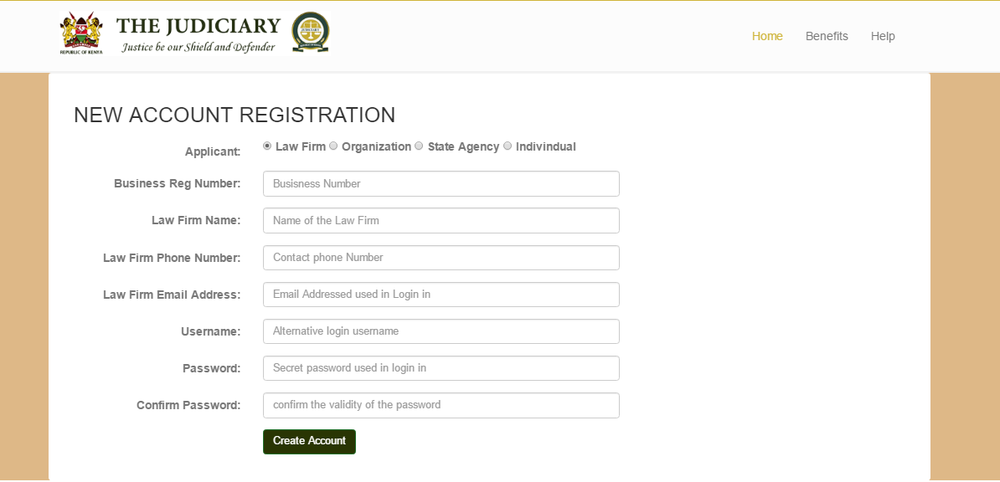 THE JUDICIARY
Justice be our Shield and Defender
REPUBLIC OF KENYA
Home Benefits Help
NEW ACCOUNT REGISTRATION
Applicant: Law Firm Organization State Agency Indivindual
Business Reg Number: Busisness Number
Law Firm Name: Name of the Law Firm
Law Firm Phone Number: Contact phone Number
Law Firm Email Address: Email Addressed used in Login in
Username: Alternative login username
Password: Secret password used in login in
Confirm Password: confirm the validity of the password
Create Account